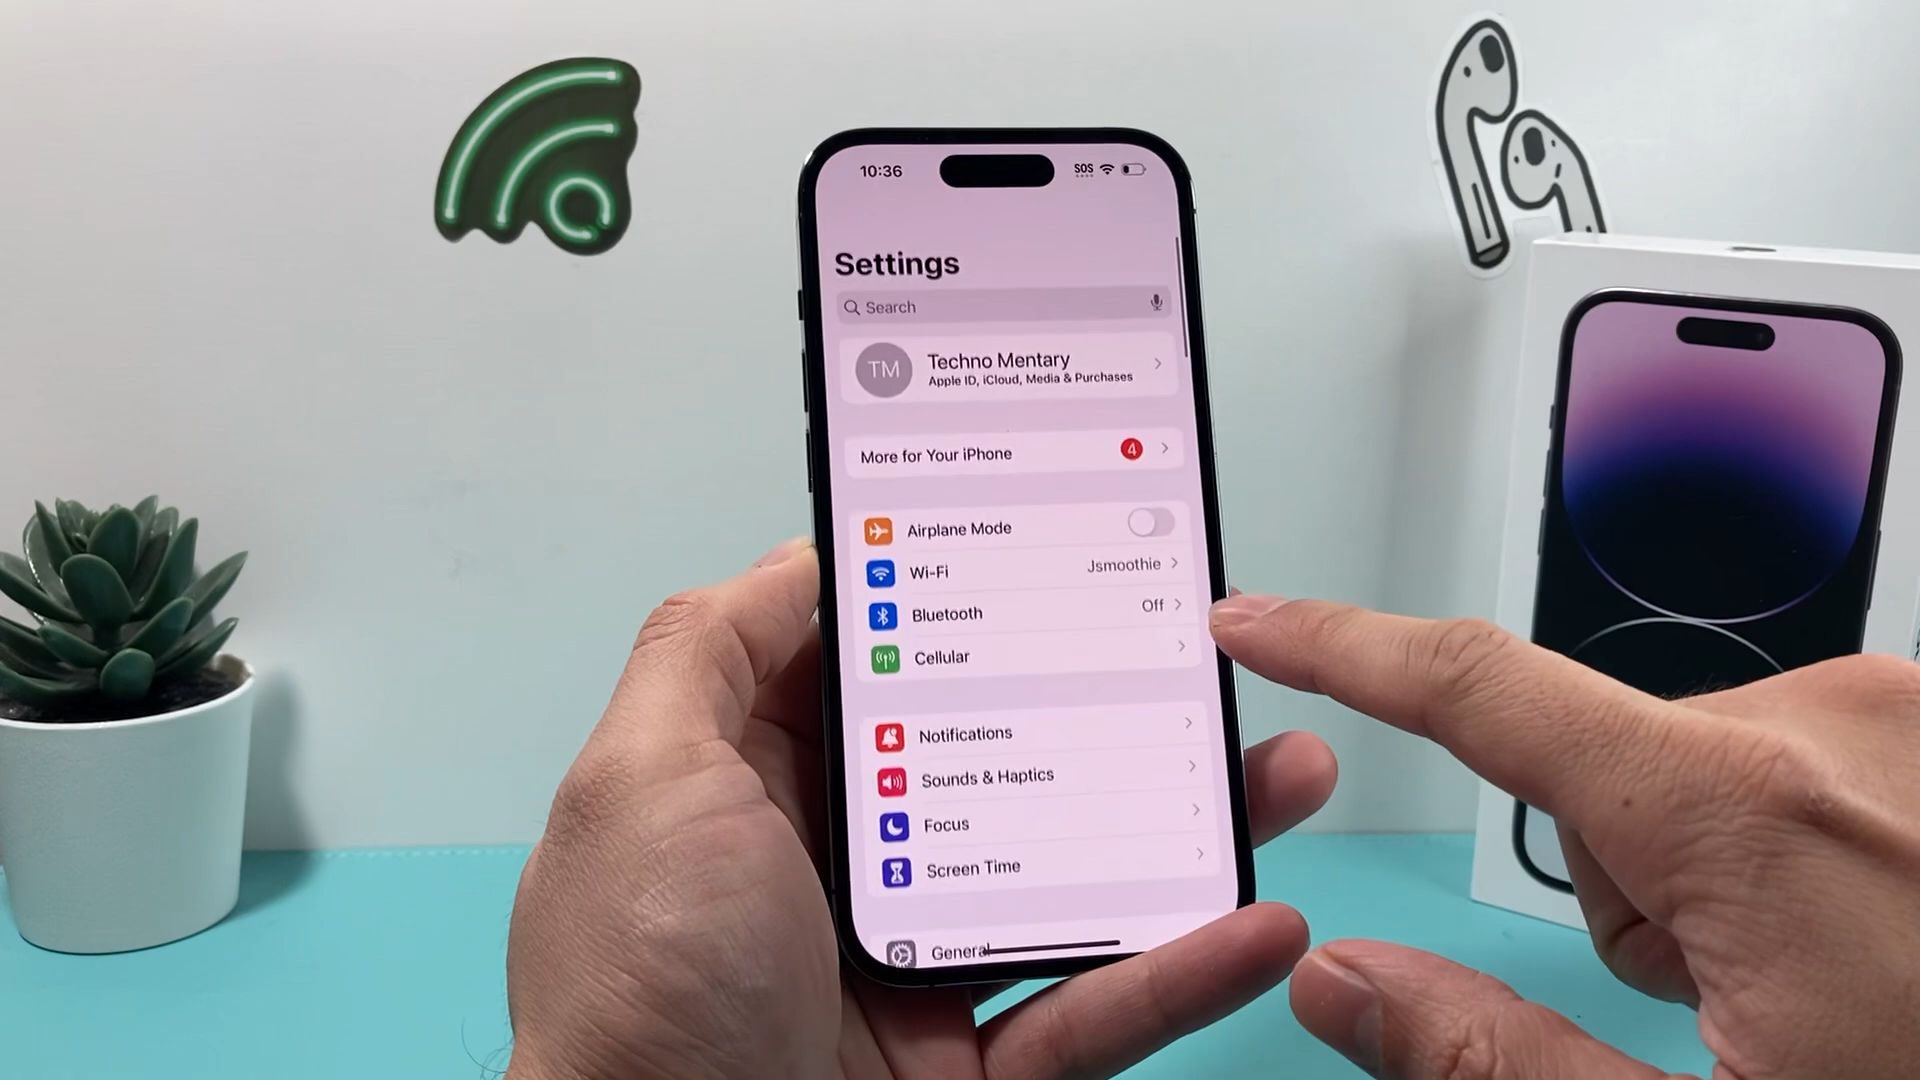 10:36
SOS
Settings
Search
TM
Techno Mentary
Apple ID, iCloud, Media & Purchases
More for Your iPhone
4
Airplane Mode
Wi-Fi
Jsmoothie
Bluetooth
Off
Cellular
Notifications
Sounds & Haptics
Focus
Screen Time
General